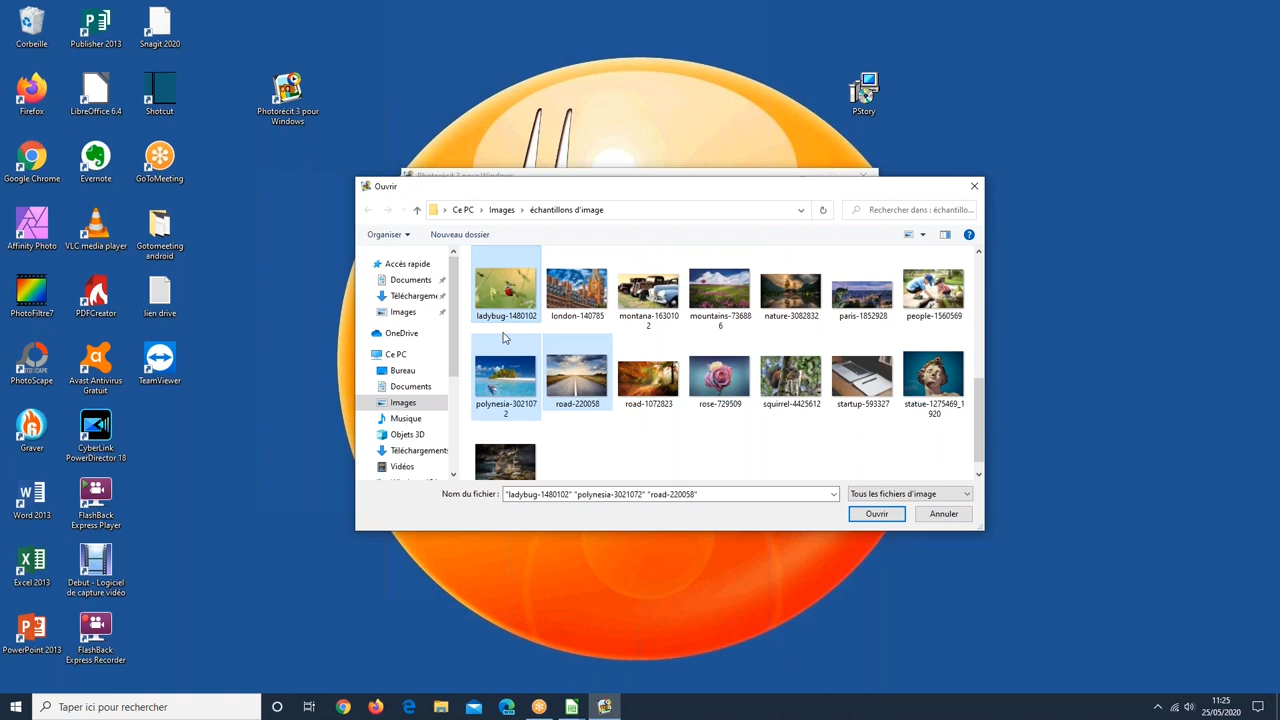 Corbeille
Publisher 2013
Snagit 2020
Firefox
LibreOffice 6.4
Shotcut
Photorécit 3 pour
Windows
PStory
Google Chrome
Evernote
GoToMeeting
Affinity Photo
VLC media player
Gotomeeting
android
PhotoFiltre7
PDFCreator
lien drive
PhotoScape
Avast Antivirus
Gratuit
TeamViewer
Graver
CyberLink
PowerDirector 18
Word 2013
FlashBack
Express Player
Excel 2013
Debut - Logiciel
de capture vidéo
PowerPoint 2013
FlashBack
Express Recorder
Photorécit 3 pour Windows
Ouvrir
Ce PC
Images
échantillons d'image
Rechercher dans : échantillo...
Organiser
Nouveau dossier
Accès rapide
Documents
Téléchargeme
Images
OneDrive
Ce PC
Bureau
Documents
Images
Musique
Objets 3D
Téléchargements
Vidéos
ladybug-1480102
london-140785
montana-163010
2
mountains-73688
6
nature-3082832
paris-1852928
people-1560569
polynesia-302107
2
road-220058
road-1072823
rose-729509
squirrel-4425612
startup-593327
statue-1275469_1
920
Nom du fichier :
"ladybug-1480102" "polynesia-3021072" "road-220058"
Tous les fichiers d'image
Ouvrir
Annuler
Taper ici pour rechercher
11:25
25/05/2020